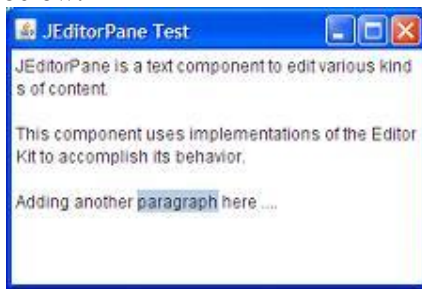 JEditorPane Test
JEditorPane is a text component to edit various kind
s of content.
This component uses implementations of the Editor
Kit to accomplish its behavior.
Adding another paragraph here ....